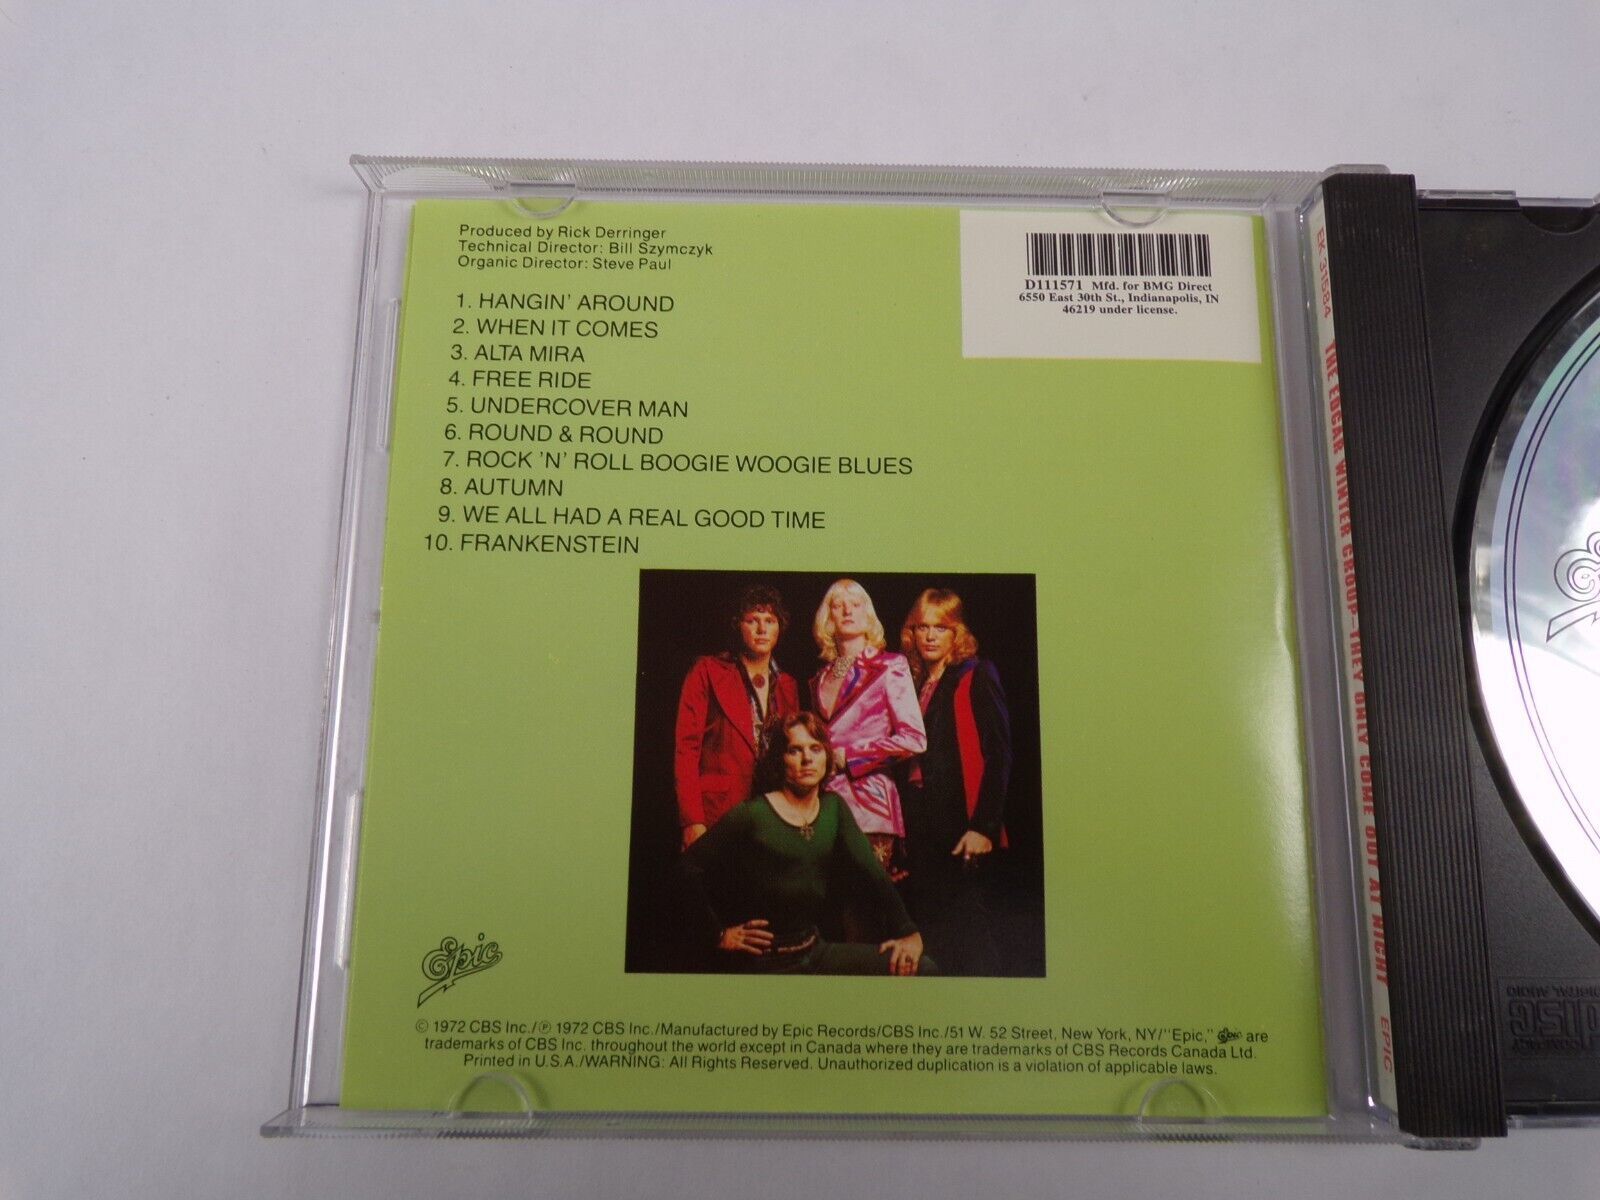 Produced by Rick Derringer
Technical Director: Bill Szymczyk
Organic Director: Steve Paul
D111571 Mfd. for BMG Direct
6550 East 30th St., Indianapolis, IN
46219 under license.
1. HANGIN' AROUND
2. WHEN IT COMES
3. ALTA MIRA
4. FREE RIDE
5. UNDERCOVER MAN
6. ROUND & ROUND
7. ROCK 'N' ROLL BOOGIE WOOGIE BLUES
8. AUTUMN
9. WE ALL HAD A REAL GOOD TIME
10. FRANKENSTEIN
Epic
© 1972 CBS Inc./℗ 1972 CBS Inc./Manufactured by Epic Records/CBS Inc./51 W. 52 Street, New York, NY/"Epic," Epic are
trademarks of CBS Inc. throughout the world except in Canada where they are trademarks of CBS Records Canada Ltd.
Printed in U.S.A./WARNING: All Rights Reserved. Unauthorized duplication is a violation of applicable laws.
EK 31584 THE EDGAR WINTER GROUP–THEY ONLY COME OUT AT NIGHT EPIC
disc
DIGITAL AUDIO